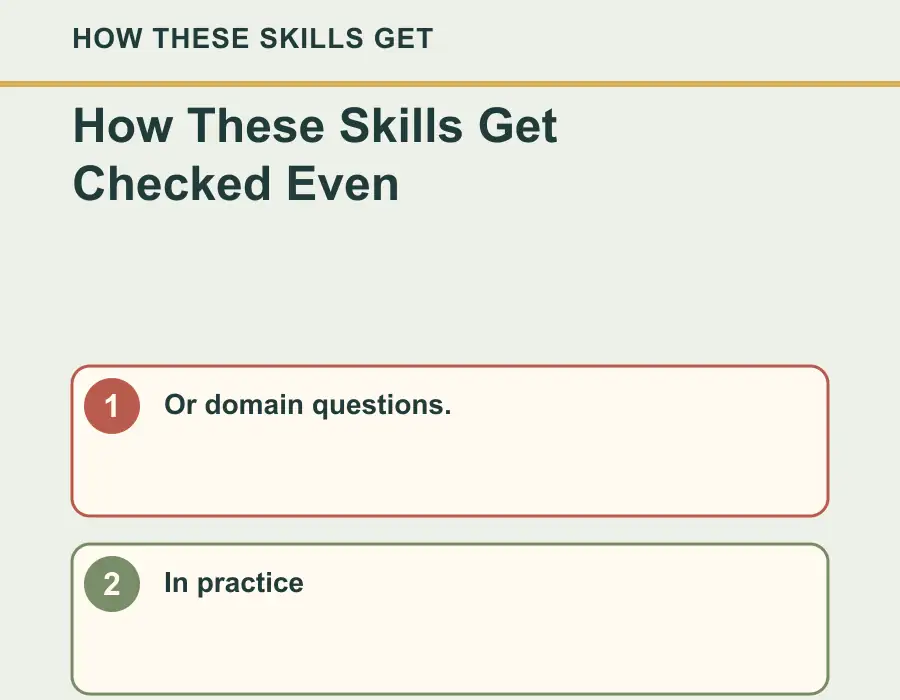 HOW THESE SKILLS GET
How These Skills Get
Checked Even
1
Or domain questions.
2
In practice